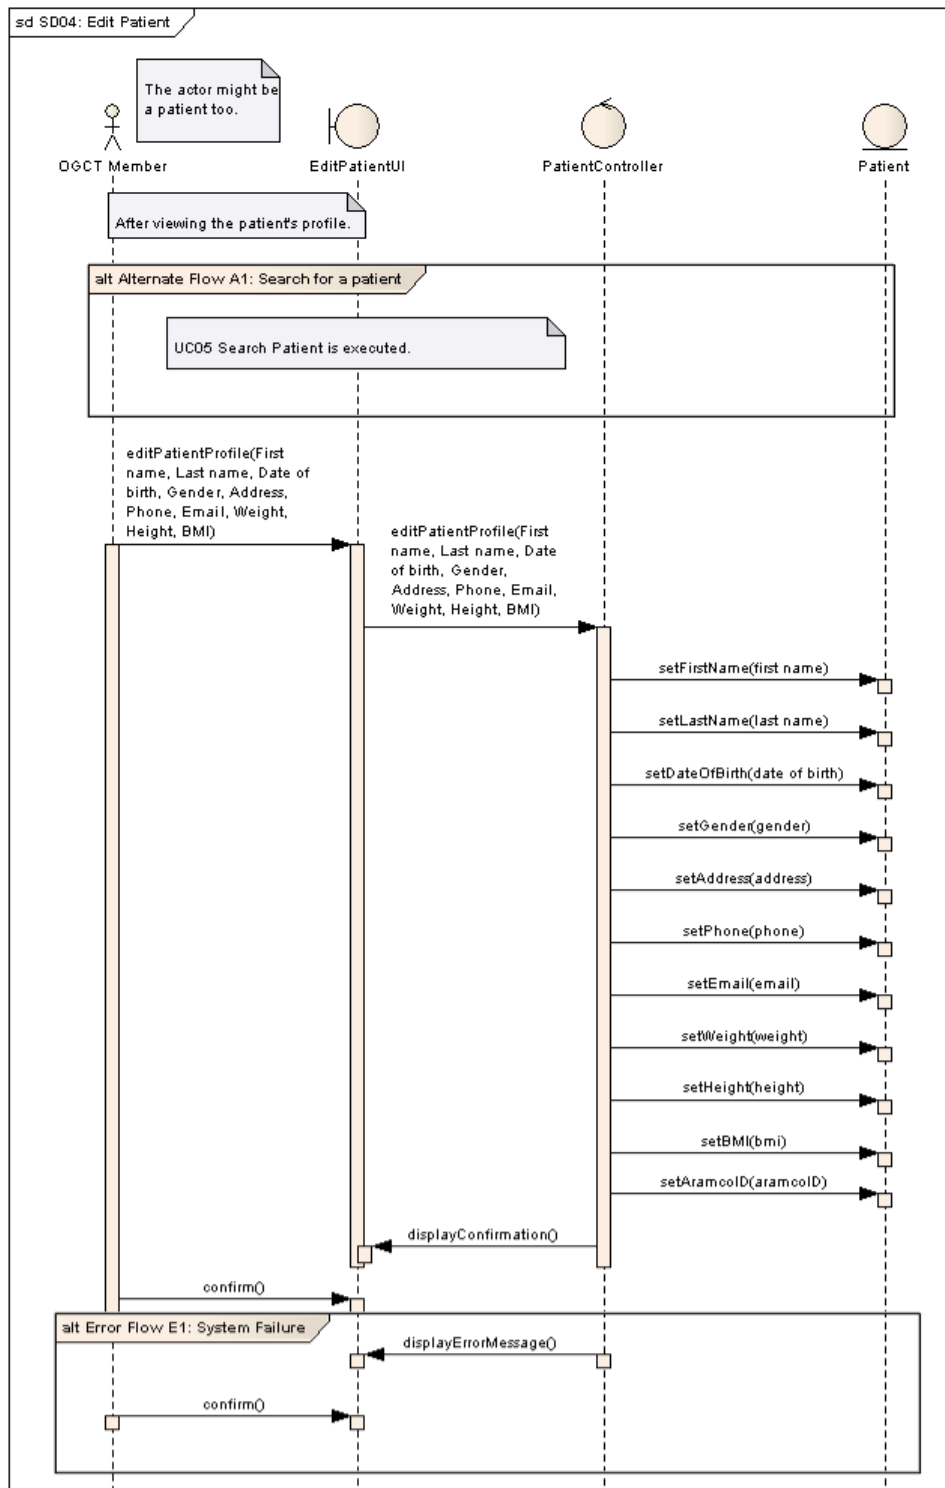 sd SD04: Edit Patient
The actor might be
a patient too.
OGCT Member
EditPatientUI
PatientController
Patient
After viewing the patient's profile.
alt Alternate Flow A1: Search for a patient
UC05 Search Patient is executed.
editPatientProfile(First
name, Last name, Date of
birth, Gender, Address,
Phone, Email, Weight,
Height, BMI)
editPatientProfile(First
name, Last name, Date
of birth, Gender,
Address, Phone, Email,
Weight, Height, BMI)
setFirstName(first name)
setLastName(last name)
setDateOfBirth(date of birth)
setGender(gender)
setAddress(address)
setPhone(phone)
setEmail(email)
setWeight(weight)
setHeight(height)
setBMI(bmi)
setAramcoID(aramcoID)
displayConfirmation()
confirm()
alt Error Flow E1: System Failure
displayErrorMessage()
confirm()